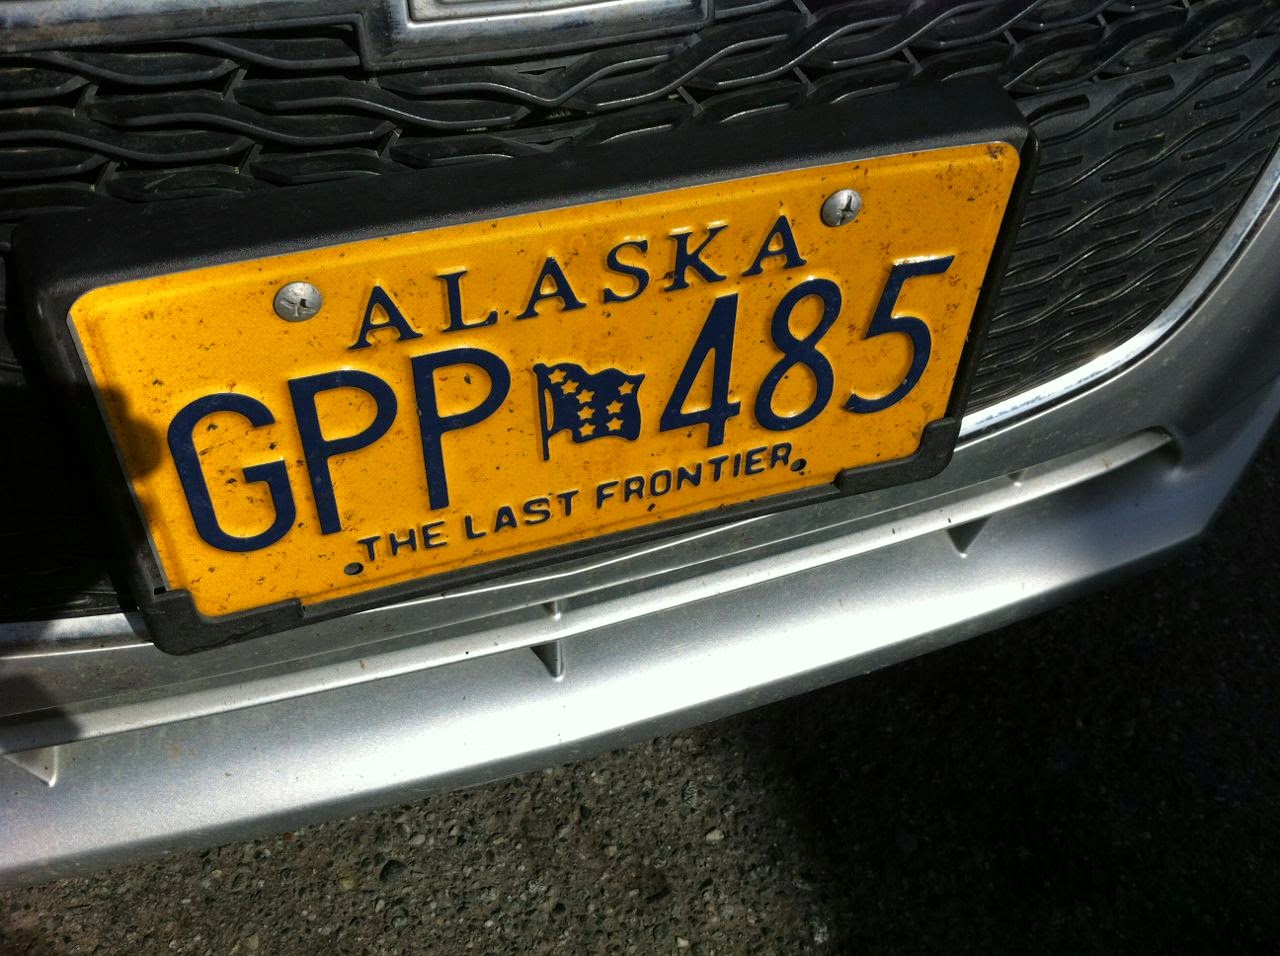 ALASKA
GPP 485
THE LAST FRONTIER